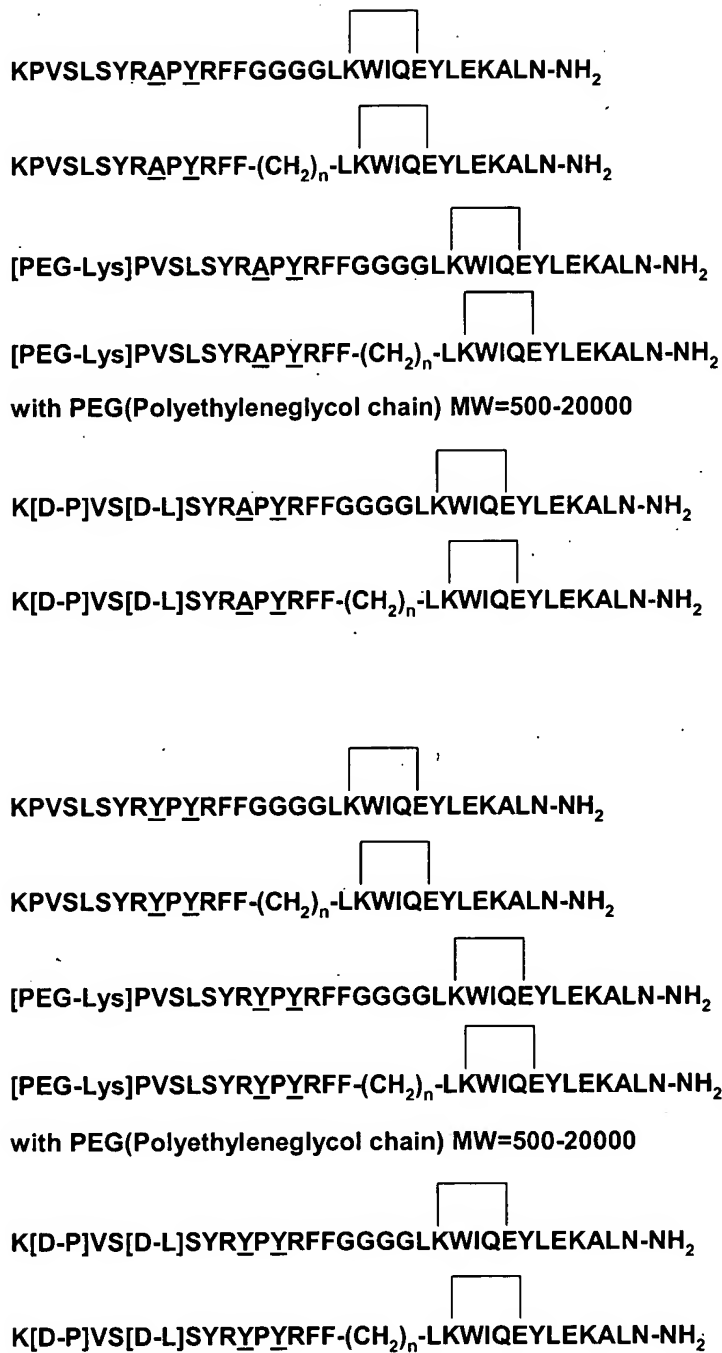 KPVSLSYRAPYRFFGGGGLKWIQEYLEKALN-NH2
KPVSLSYRAPYRFF-(CH2)n-LKWIQEYLEKALN-NH2
[PEG-Lys]PVSLSYRAPYRFFGGGGLKWIQEYLEKALN-NH2
[PEG-Lys]PVSLSYRAPYRFF-(CH2)n-LKWIQEYLEKALN-NH2
with PEG(Polyethyleneglycol chain) MW=500-20000
K[D-P]VS[D-L]SYRAPYRFFGGGGLKWIQEYLEKALN-NH2
K[D-P]VS[D-L]SYRAPYRFF-(CH2)n-LKWIQEYLEKALN-NH2
KPVSLSYRYPYRFFGGGGLKWIQEYLEKALN-NH2
KPVSLSYRYPYRFF-(CH2)n-LKWIQEYLEKALN-NH2
[PEG-Lys]PVSLSYRYPYRFFGGGGLKWIQEYLEKALN-NH2
[PEG-Lys]PVSLSYRYPYRFF-(CH2)n-LKWIQEYLEKALN-NH2
with PEG(Polyethyleneglycol chain) MW=500-20000
K[D-P]VS[D-L]SYRYPYRFFGGGGLKWIQEYLEKALN-NH2
K[D-P]VS[D-L]SYRYPYRFF-(CH2)n-LKWIQEYLEKALN-NH2